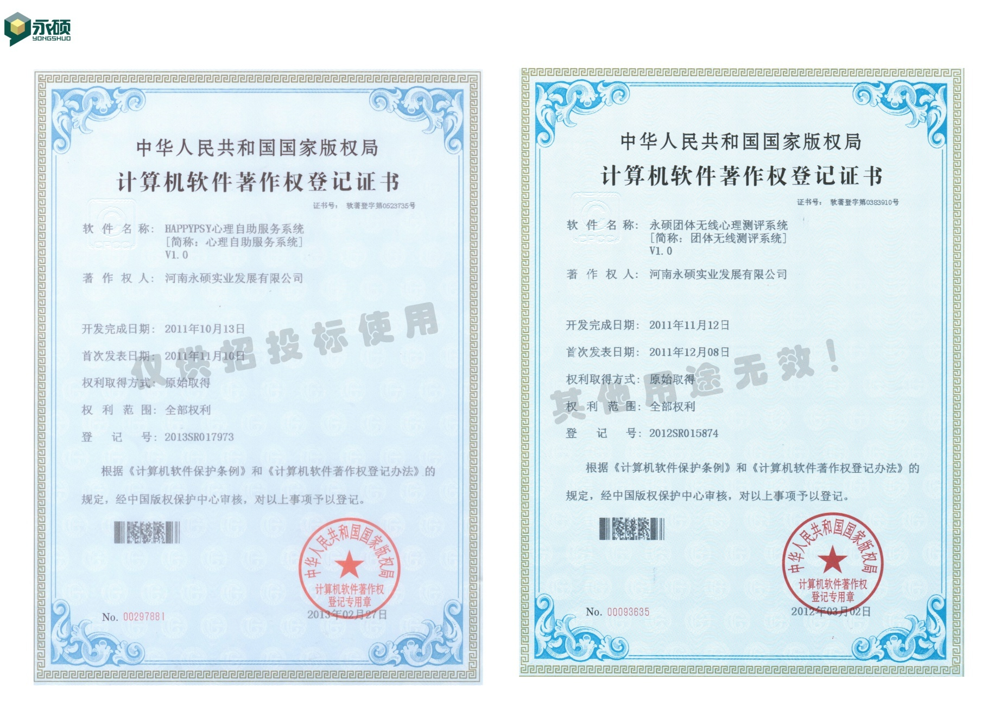 永硕
YONGSHUO
中华人民共和国国家版权局
计算机软件著作权登记证书
证书号： 软著登字第0523735号
软件名称： HAPPYPSY心理自助服务系统
[简称：心理自助服务系统]
V1.0
著作权人： 河南永硕实业发展有限公司
开发完成日期： 2011年10月13日
首次发表日期： 2011年11月10日
权利取得方式： 原始取得
权利范围： 全部权利
登记号： 2013SR017973
根据《计算机软件保护条例》和《计算机软件著作权登记办法》的
规定，经中国版权保护中心审核，对以上事项予以登记。
中华人民共和国国家版权局
计算机软件著作权
登记专用章
No. 00297881
2013年02月27日
仅供招投标使用
中华人民共和国国家版权局
计算机软件著作权登记证书
证书号： 软著登字第0383910号
软件名称： 永硕团体无线心理测评系统
[简称：团体无线测评系统]
V1.0
著作权人： 河南永硕实业发展有限公司
开发完成日期： 2011年11月12日
首次发表日期： 2011年12月08日
权利取得方式： 原始取得
权利范围： 全部权利
登记号： 2012SR015874
根据《计算机软件保护条例》和《计算机软件著作权登记办法》的
规定，经中国版权保护中心审核，对以上事项予以登记。
中华人民共和国国家版权局
计算机软件著作权
登记专用章
No. 00093635
2012年03月02日
其他用途无效！